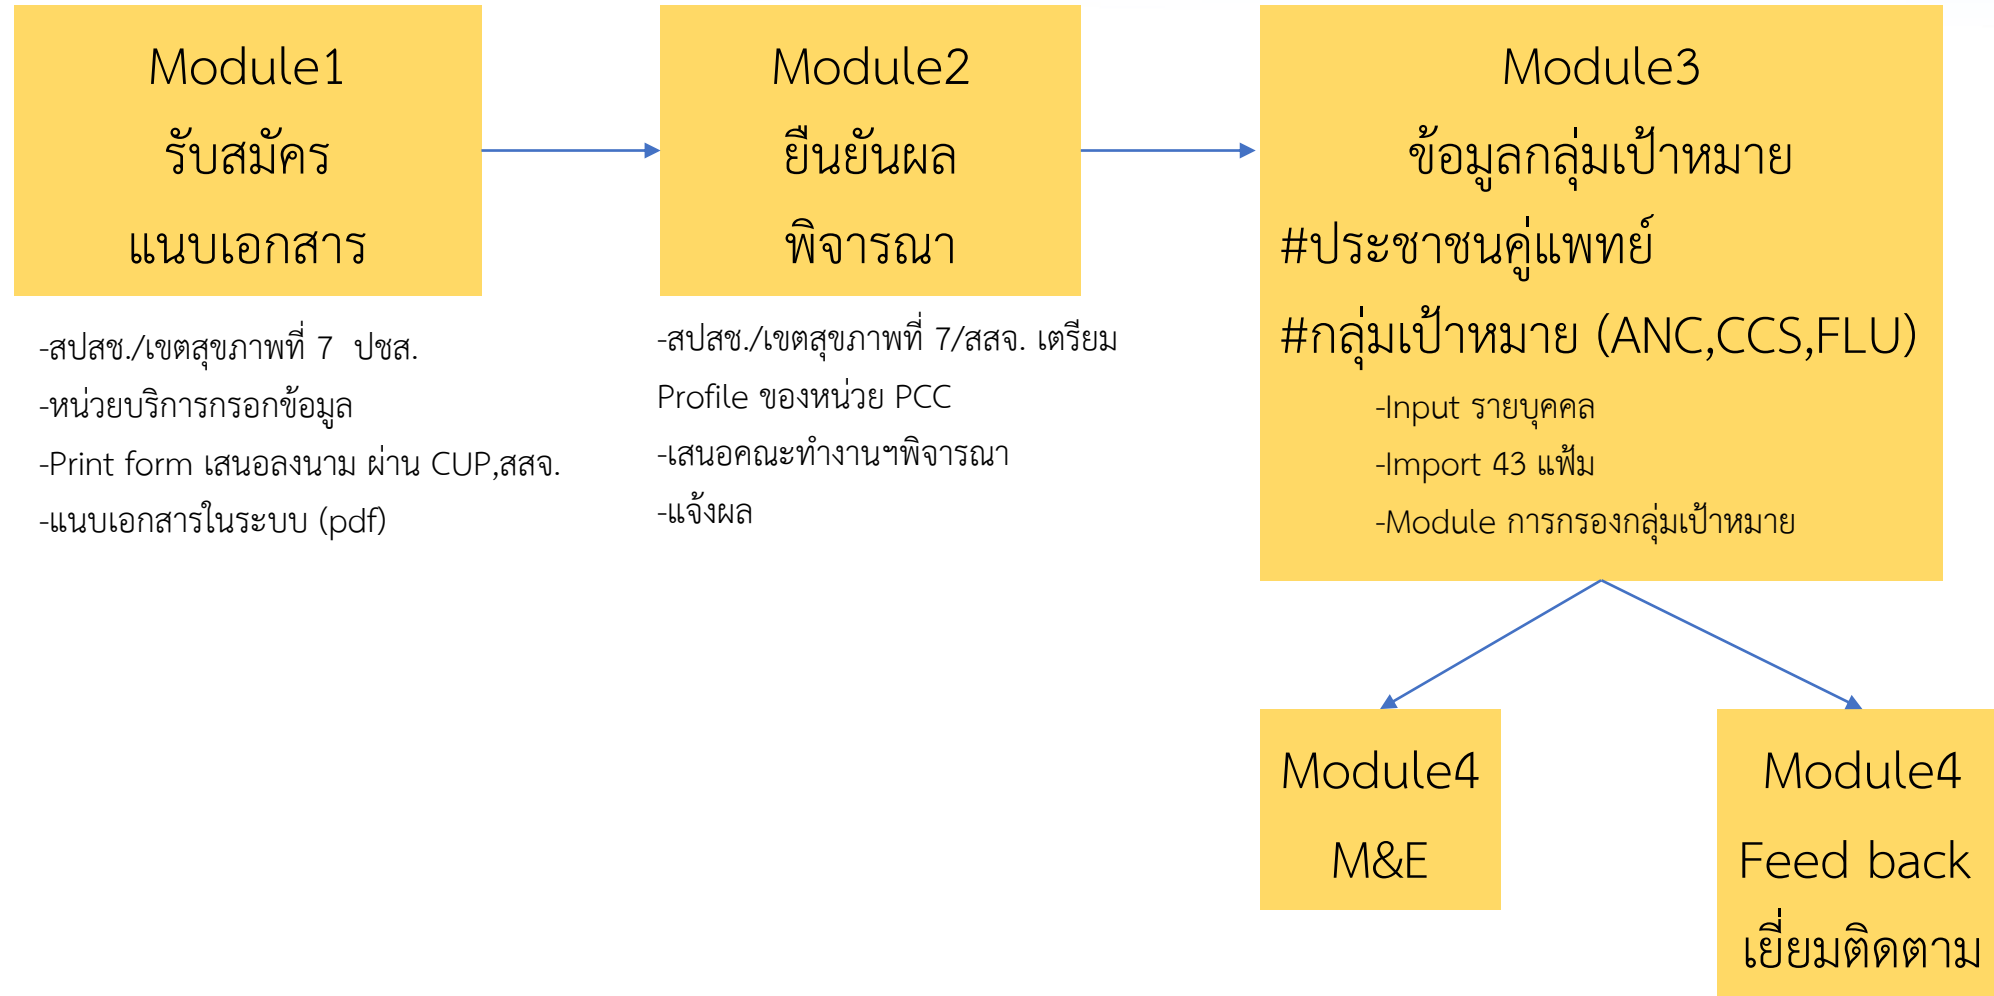 Module1
รับสมัคร
แนบเอกสาร
-สปสช./เขตสุขภาพที่ 7 ปชส.
-หน่วยบริการกรอกข้อมูล
-Print form เสนอลงนาม ผ่าน CUP,สสจ.
-แนบเอกสารในระบบ (pdf)
Module2
ยืนยันผล
พิจารณา
-สปสช./เขตสุขภาพที่ 7/สสจ. เตรียม
Profile ของหน่วย PCC
-เสนอคณะทำงานฯพิจารณา
-แจ้งผล
Module3
ข้อมูลกลุ่มเป้าหมาย
#ประชาชนคู่แพทย์
#กลุ่มเป้าหมาย (ANC,CCS,FLU)
-Input รายบุคคล
-Import 43 แฟ้ม
-Module การกรองกลุ่มเป้าหมาย
Module4
M&E
Module4
Feed back
เยี่ยมติดตาม